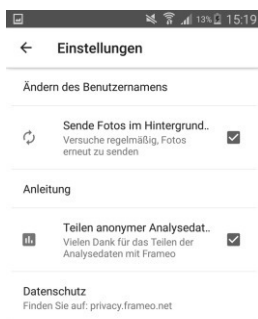 13% 15:19
Einstellungen
Ändern des Benutzernamens
Sende Fotos im Hintergrund..
Versuche regelmäßig, Fotos
erneut zu senden
Anleitung
Teilen anonymer Analysedat..
Vielen Dank für das Teilen der
Analysedaten mit Frameo
Datenschutz
Finden Sie auf: privacy.frameo.net